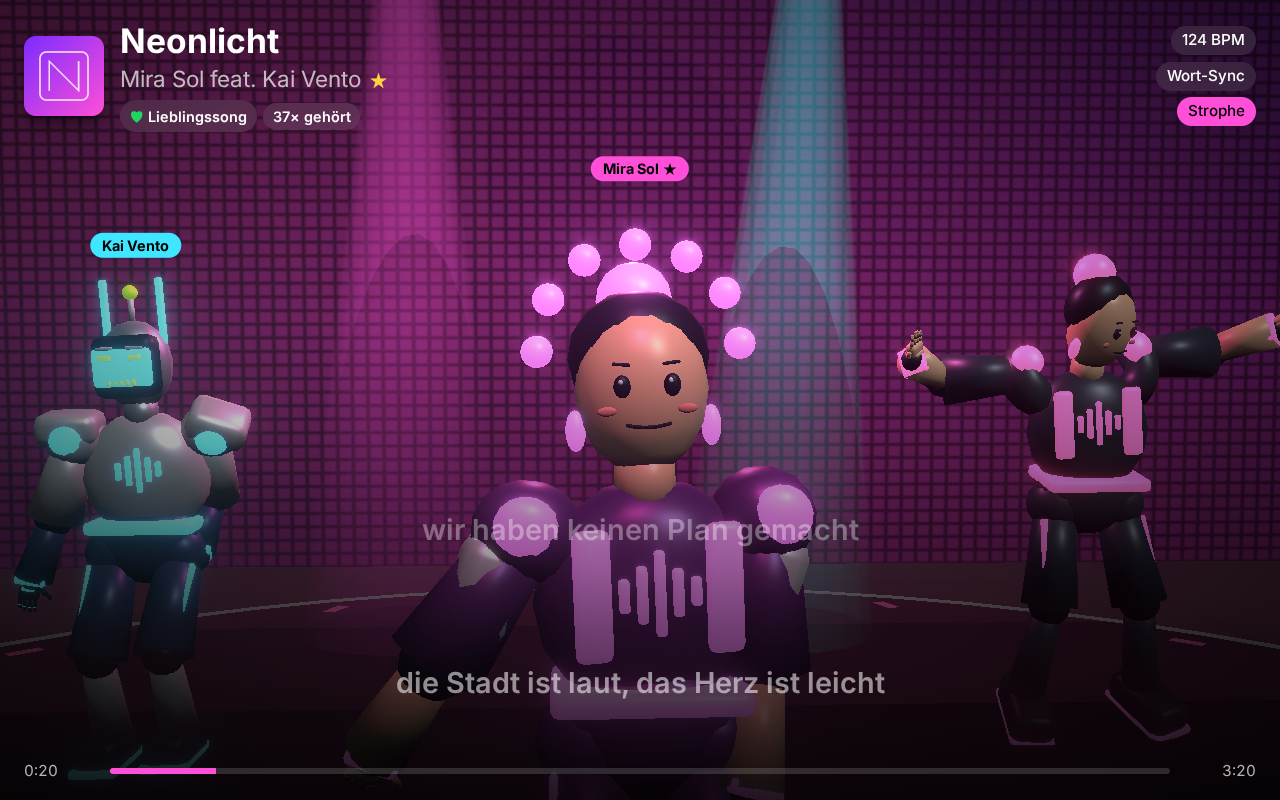 N
Neonlicht
Mira Sol feat. Kai Vento ★
Lieblingssong
37× gehört
124 BPM
Wort-Sync
Strophe
Mira Sol ★
Kai Vento
wir haben keinen Plan gemacht
die Stadt ist laut, das Herz ist leicht
0:20
3:20